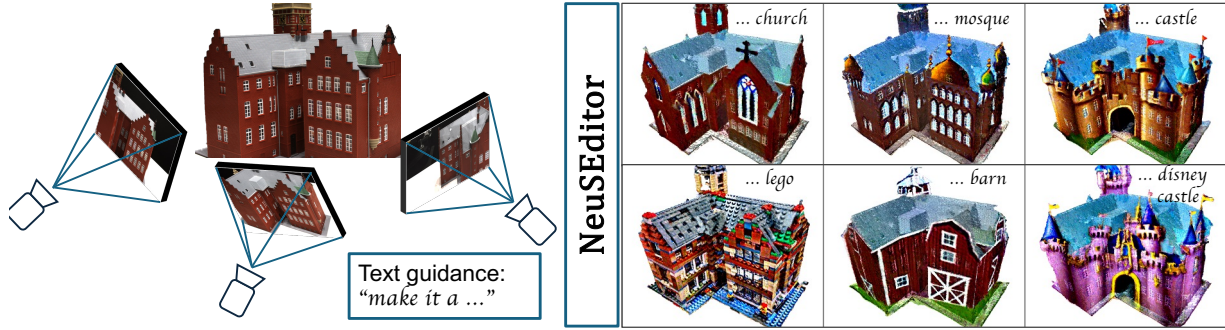 Text guidance:
“make it a ...”
NeuSEditor
... church
... mosque
... castle
... lego
... barn
... disney
castle